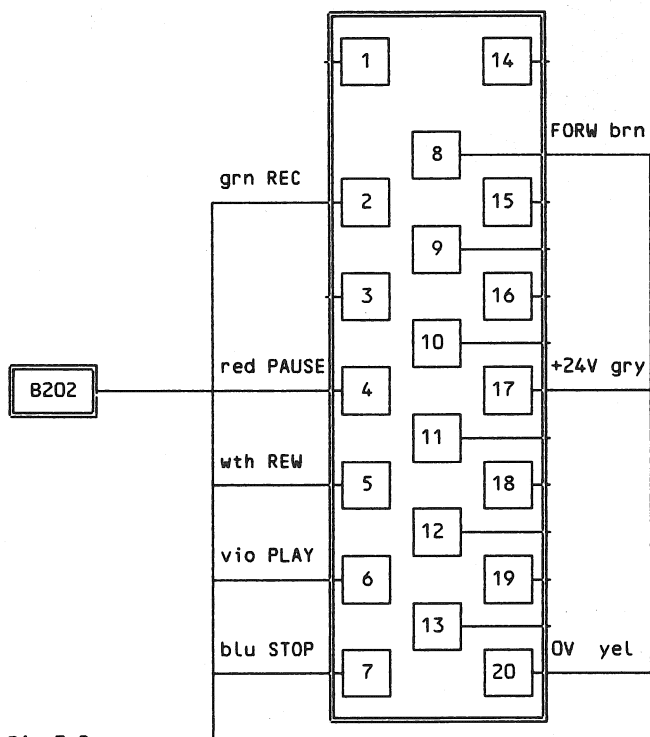 1 14
8 FORW brn
grn REC 2 15
9
3 16
10
B202 red PAUSE 4 17 +24V gry
11
wth REW 5 18
12
vio PLAY 6 19
13
blu STOP 7 20 0V yel